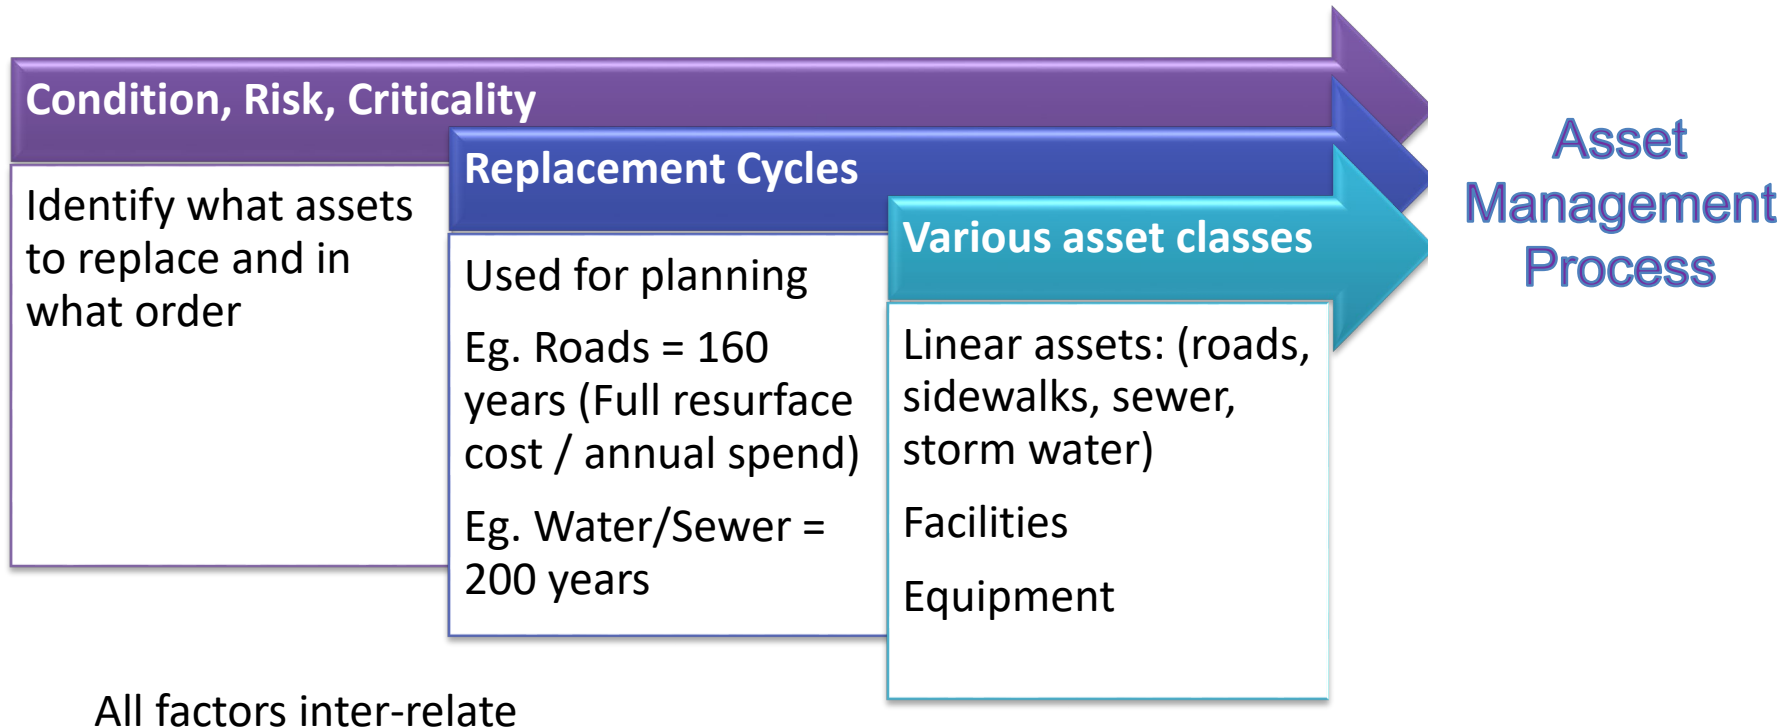 Condition, Risk, Criticality
Identify what assets
to replace and in
what order
Replacement Cycles
Used for planning
Eg. Roads = 160
years (Full resurface
cost / annual spend)
Eg. Water/Sewer =
200 years
Various asset classes
Linear assets: (roads,
sidewalks, sewer,
storm water)
Facilities
Equipment
Asset
Management
Process
All factors inter-relate